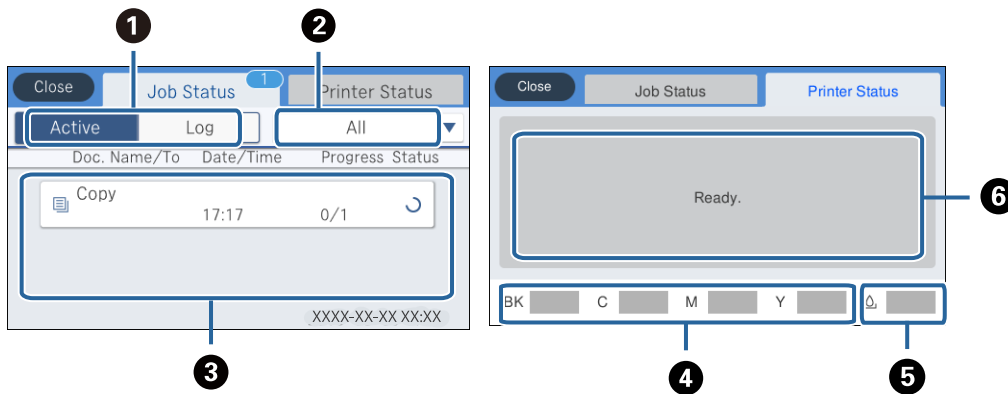 1 2
Close Job Status 1 Printer Status
Active Log All
Doc. Name/To Date/Time Progress Status
Copy
17:17 0/1
XXXX-XX-XX XX:XX
3
Close Job Status Printer Status
Ready.
6
BK C M Y
4 5